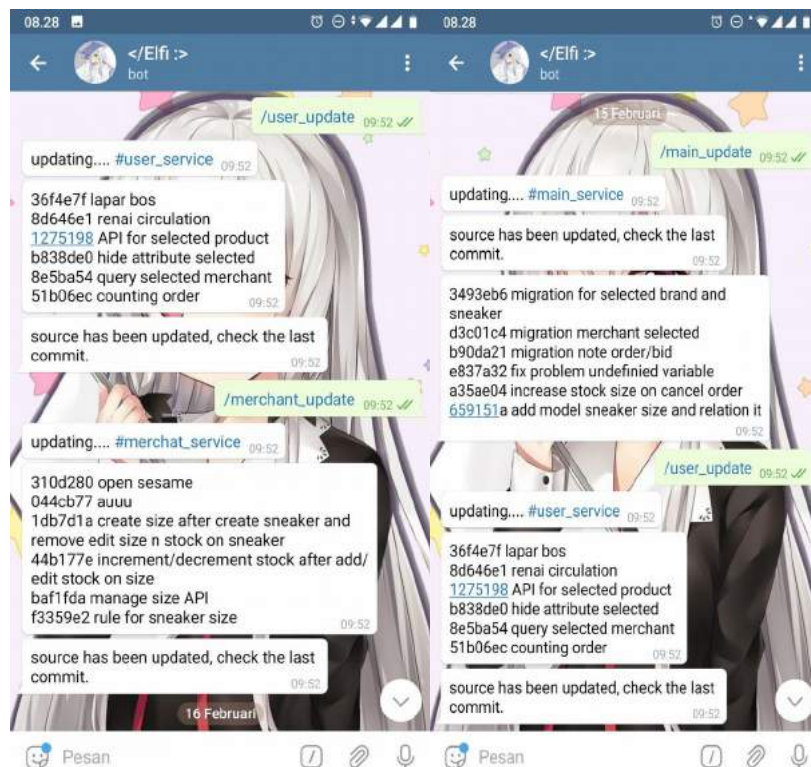 08.28
</Elfi :>
bot
/user_update 09:52
updating.... #user_service 09:52
36f4e7f lapar bos
8d646e1 renai circulation
1275198 API for selected product
b838de0 hide attribute selected
8e5ba54 query selected merchant
51b06ec counting order 09:52
source has been updated, check the last
commit. 09:52
/merchant_update 09:52
updating.... #merchat_service 09:52
310d280 open sesame
044cb77 auuu
1db7d1a create size after create sneaker and
remove edit size n stock on sneaker
44b177e increment/decrement stock after add/
edit stock on size
baf1fda manage size API
f3359e2 rule for sneaker size 09:52
source has been updated, check the last
commit. 09:52
16 Februari
Pesan
08.28
</Elfi :>
bot
15 Februari
/main_update 09:52
updating.... #main_service 09:52
source has been updated, check the last
commit. 09:52
3493eb6 migration for selected brand and
sneaker
d3c01c4 migration merchant selected
b90da21 migration note order/bid
e837a32 fix problem undefinied variable
a35ae04 increase stock size on cancel order
659151a add model sneaker size and relation it
09:52
/user_update 09:52
updating.... #user_service 09:52
36f4e7f lapar bos
8d646e1 renai circulation
1275198 API for selected product
b838de0 hide attribute selected
8e5ba54 query selected merchant
51b06ec counting order 09:52
source has been updated, check the last
commit. 09:52
Pesan